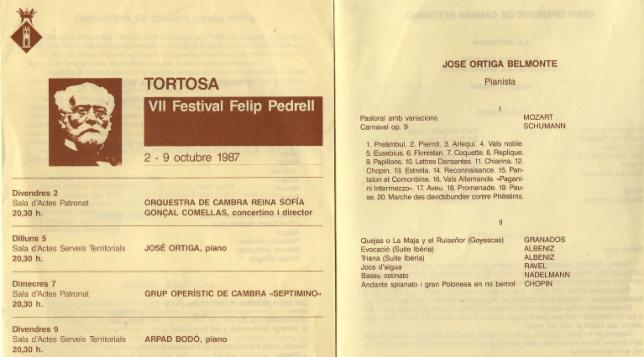 TORTOSA
VII Festival Felip Pedrell
2 - 9 octubre 1987
Divendres 2
Sala d'Actes Patronat
20,30 h.
ORQUESTRA DE CAMBRA REINA SOFÍA
GONÇAL COMELLAS, concertino i director
Dilluns 5
Sala d'Actes Serveis Territorials
20,30 h.
JOSÉ ORTIGA, piano
Dimecres 7
Sala d'Actes Patronat
20,30 h.
GRUP OPERÍSTIC DE CAMBRA «SEPTIMINO»
Divendres 9
Sala d'Actes Serveis Territorials
20,30 h.
ARPAD BODÓ, piano
JOSE ORTIGA BELMONTE
Pianista
I
Pastoral amb variacions MOZART
Carnaval op. 9 SCHUMANN
1. Preàmbul. 2. Pierrot. 3. Arlequí. 4. Vals noble.
5. Eusebius. 6. Florestan. 7. Coquette. 8. Replique.
9. Papillons. 10. Lettres Dansantes. 11. Chiarina. 12.
Chopin. 13. Estrella. 14. Reconnaisance. 15. Pan-
talon et Comonbine. 16. Vals Allemande. «Pagani-
ni Intermezzo». 17. Aveu. 18. Promenade. 19. Pau-
se. 20. Marche des davidsbundler contre Philistins.
II
Quejas o La Maja y el Ruiseñor (Goyescas) GRANADOS
Evocació (Suite Ibèria) ALBENIZ
Triana (Suite Ibèria) ALBENIZ
Jocs d'aigua RAVEL
Bassu ostinato NADELMANN
Andante spianato i gran Polonesa en mi bemol CHOPIN